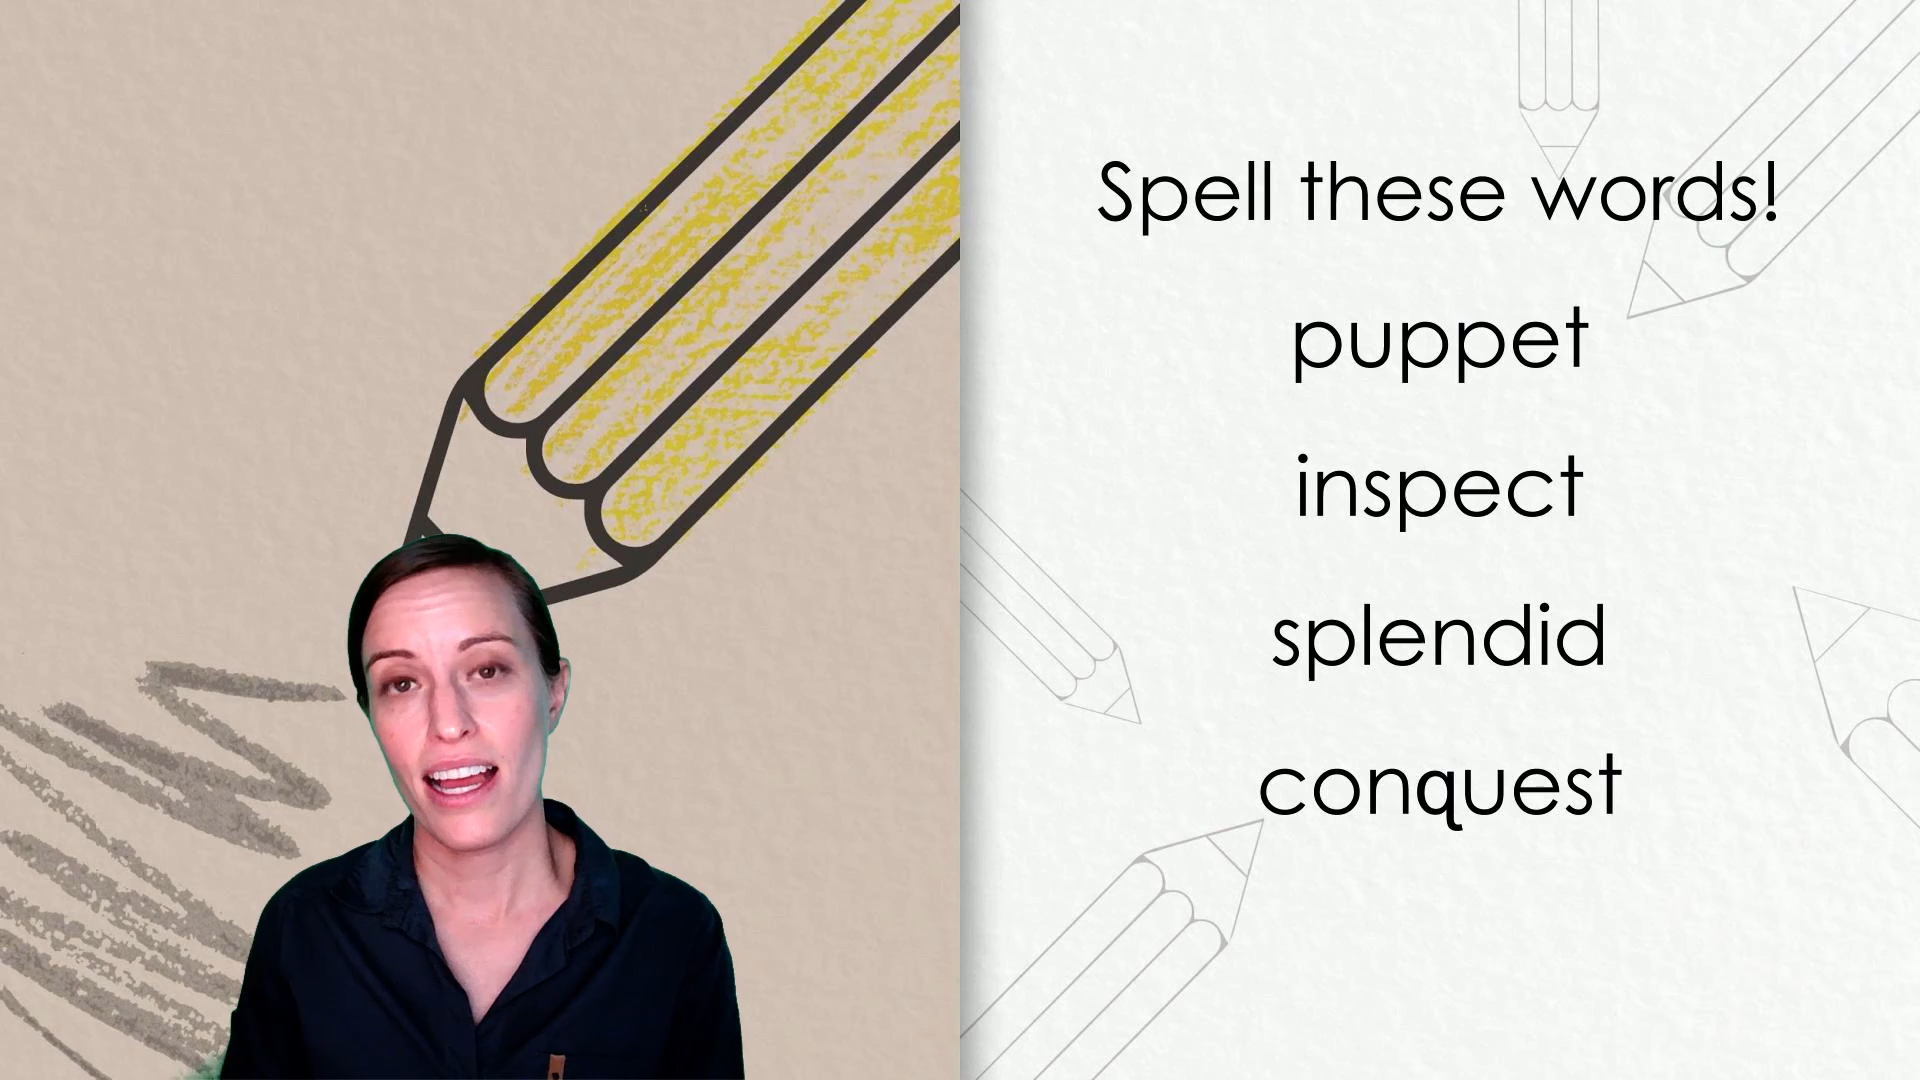 Spell these words!
puppet
inspect
splendid
conquest